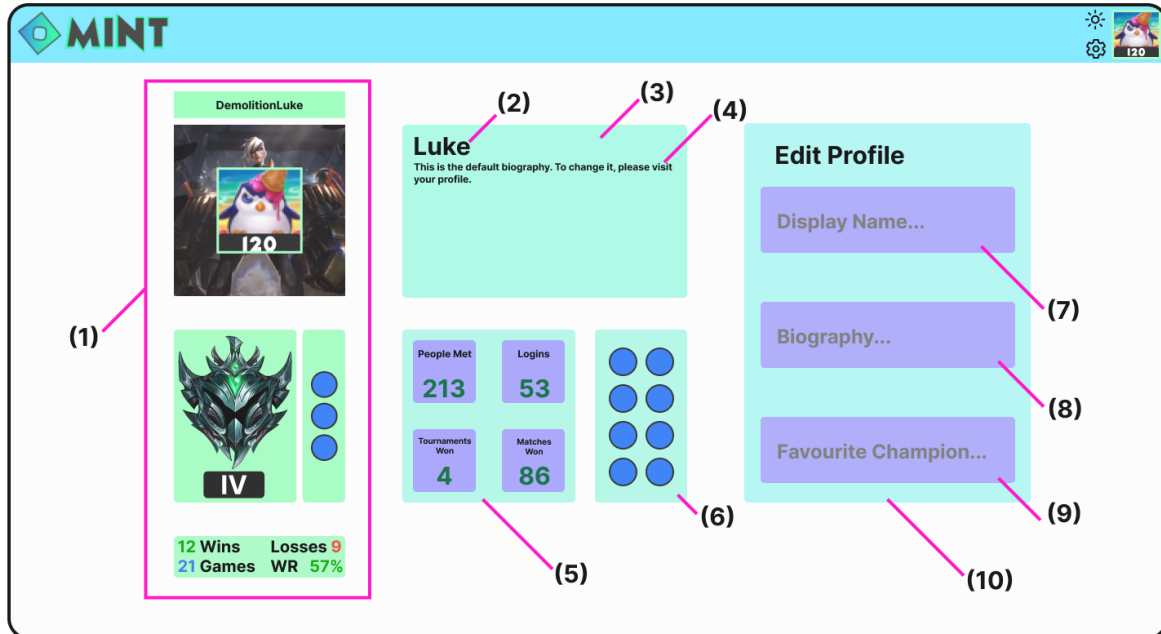 MINT
120
DemolitionLuke
120
IV
12 Wins Losses 9
21 Games WR 57%
(1)
(2)
(3)
(4)
Luke
This is the default biography. To change it, please visit
your profile.
People Met
213
Logins
53
Tournaments
Won
4
Matches
Won
86
(5)
(6)
Edit Profile
Display Name...
(7)
Biography...
(8)
Favourite Champion...
(9)
(10)